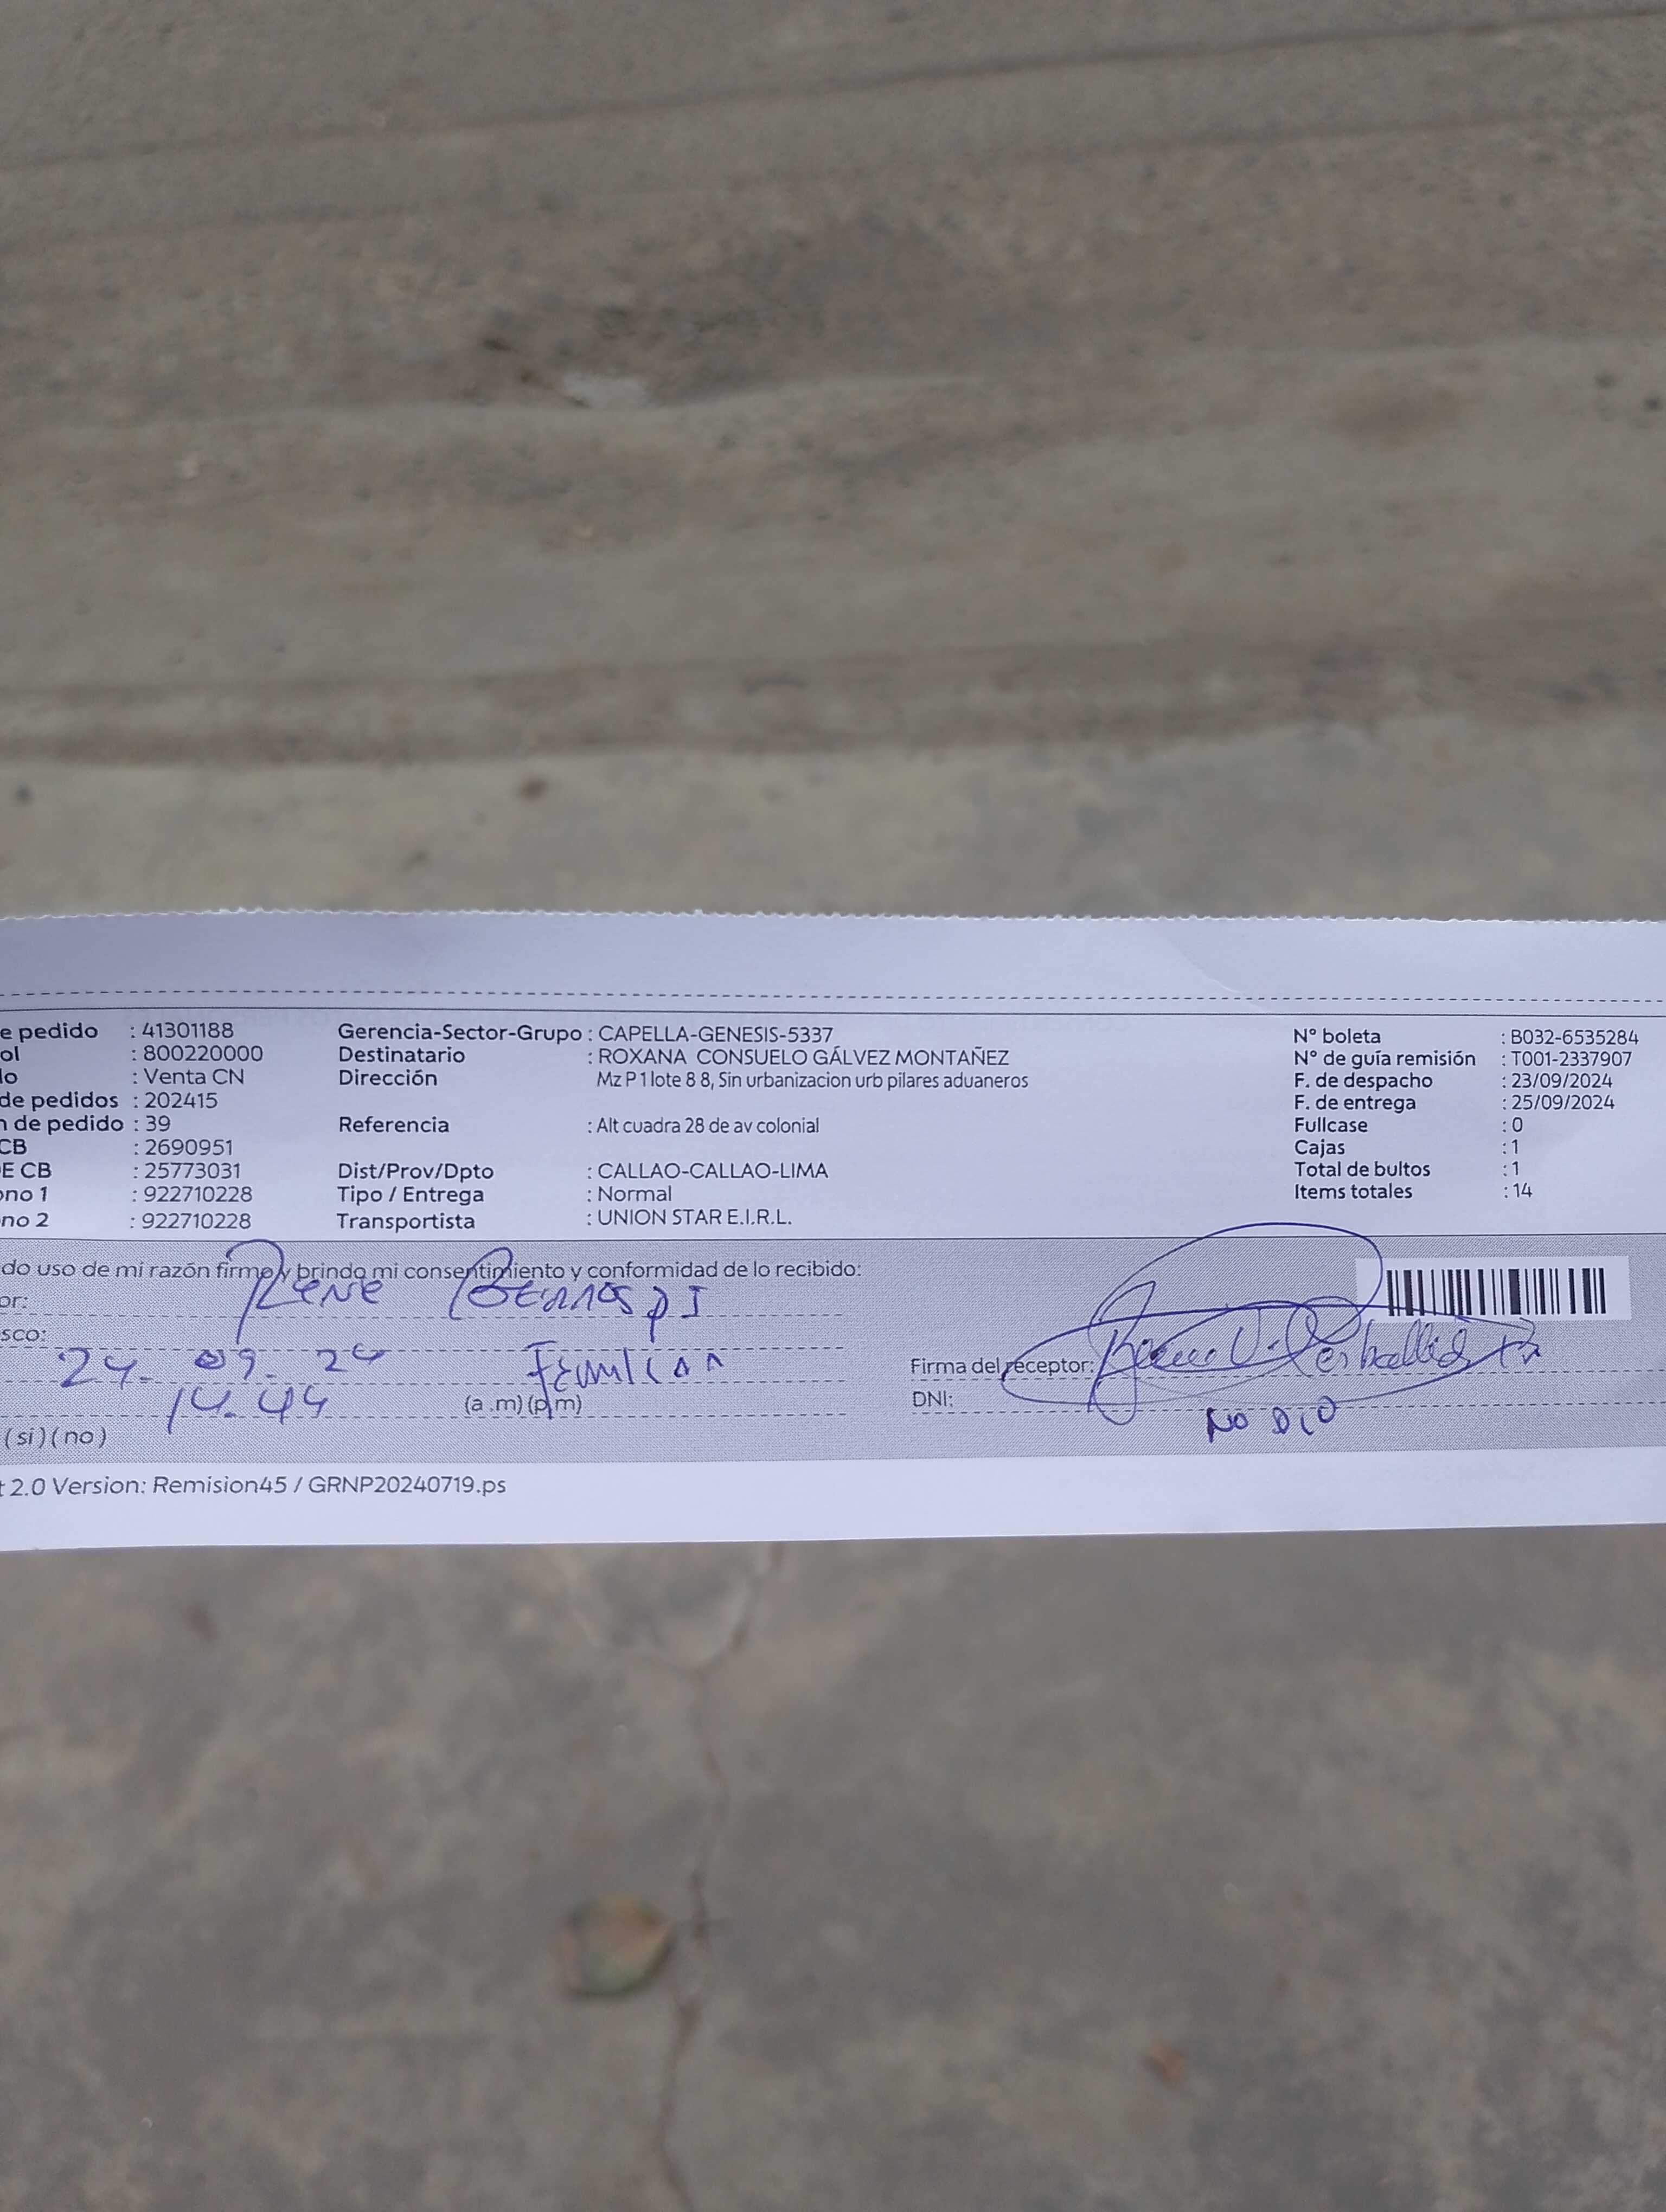 e pedido : 41301188 Gerencia-Sector-Grupo : CAPELLA-GENESIS-5337 N° boleta : B032-6535284
ol : 800220000 Destinatario : ROXANA CONSUELO GÁLVEZ MONTAÑEZ N° de guía remisión : T001-2337907
lo : Venta CN Dirección Mz P 1 lote 8 8, Sin urbanizacion urb pilares aduaneros F. de despacho : 23/09/2024
de pedidos : 202415 F. de entrega : 25/09/2024
n de pedido : 39 Referencia : Alt cuadra 28 de av colonial Fullcase : 0
CB : 2690951 Cajas : 1
E CB : 25773031 Dist/Prov/Dpto : CALLAO-CALLAO-LIMA Total de bultos : 1
ono 1 : 922710228 Tipo / Entrega : Normal Items totales : 14
no 2 : 922710228 Transportista : UNION STAR E.I.R.L.
do uso de mi razón firmo y brindo mi consentimiento y conformidad de lo recibido:
or: Rene
sco:
24. 09. 24 Familiar Firma del receptor:
14.44 (a.m) (p.m) DNI: NO DIO
(si) (no)
t 2.0 Version: Remision45 / GRNP20240719.ps